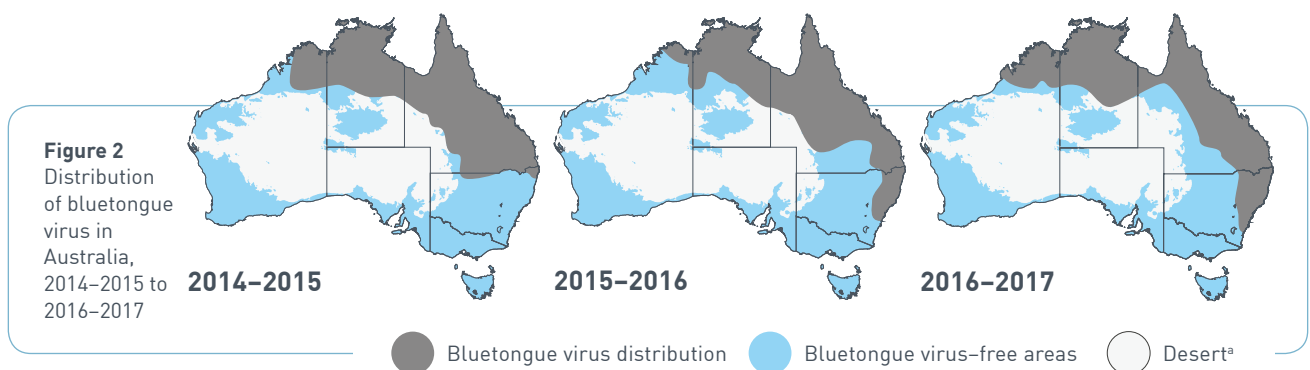 Figure 2
Distribution
of bluetongue
virus in
Australia,
2014–2015 to
2016–2017
2014–2015
2015–2016
2016–2017
Bluetongue virus distribution
Bluetongue virus–free areas
Desertᵃ